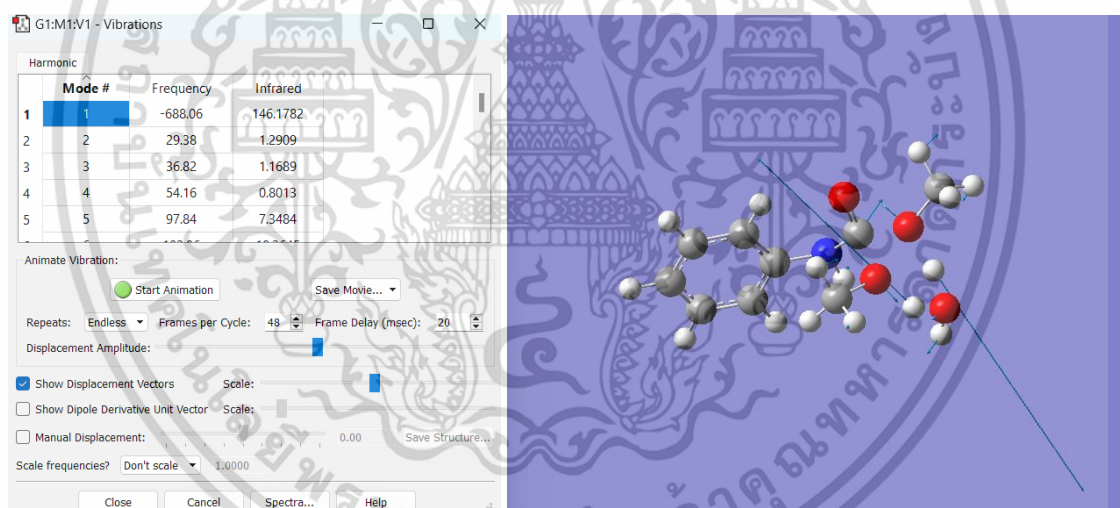 G1:M1:V1 - Vibrations
Harmonic
Mode # Frequency Infrared
1 1 -688.06 146.1782
2 2 29.38 1.2909
3 3 36.82 1.1689
4 4 54.16 0.8013
5 5 97.84 7.3484
Animate Vibration:
Start Animation Save Movie...
Repeats: Endless Frames per Cycle: 48 Frame Delay (msec): 20
Displacement Amplitude:
Show Displacement Vectors Scale:
Show Dipole Derivative Unit Vector Scale:
Manual Displacement: 0.00 Save Structure...
Scale frequencies? Don't scale 1.0000
Close Cancel Spectra... Help